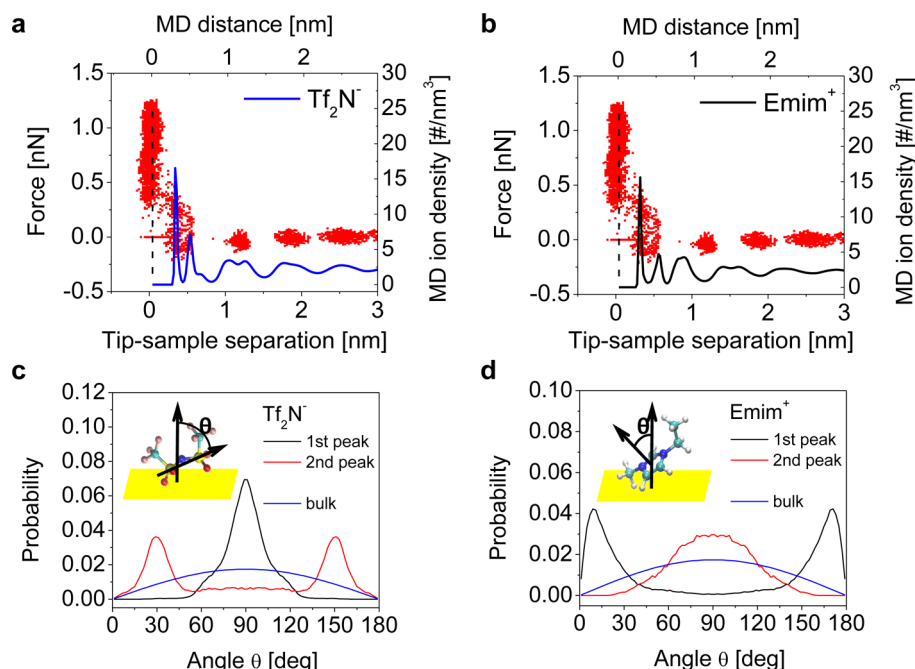 a
MD distance [nm]
0 1 2
1.5 1.0 0.5 0.0 -0.5
Force [nN]
Tf₂N⁻
30 25 20 15 10 5 0
MD ion density [#/nm³]
0 1 2 3
Tip-sample separation [nm]
b
MD distance [nm]
0 1 2
1.5 1.0 0.5 0.0 -0.5
Force [nN]
Emim⁺
30 25 20 15 10 5 0
MD ion density [#/nm³]
0 1 2 3
Tip-sample separation [nm]
c
0.12 0.10 0.08 0.06 0.04 0.02 0.00
Probability
θ
Tf₂N⁻
1st peak
2nd peak
bulk
0 30 60 90 120 150 180
Angle θ [deg]
d
0.10 0.08 0.06 0.04 0.02 0.00
Probability
θ
Emim⁺
1st peak
2nd peak
bulk
0 30 60 90 120 150 180
Angle θ [deg]